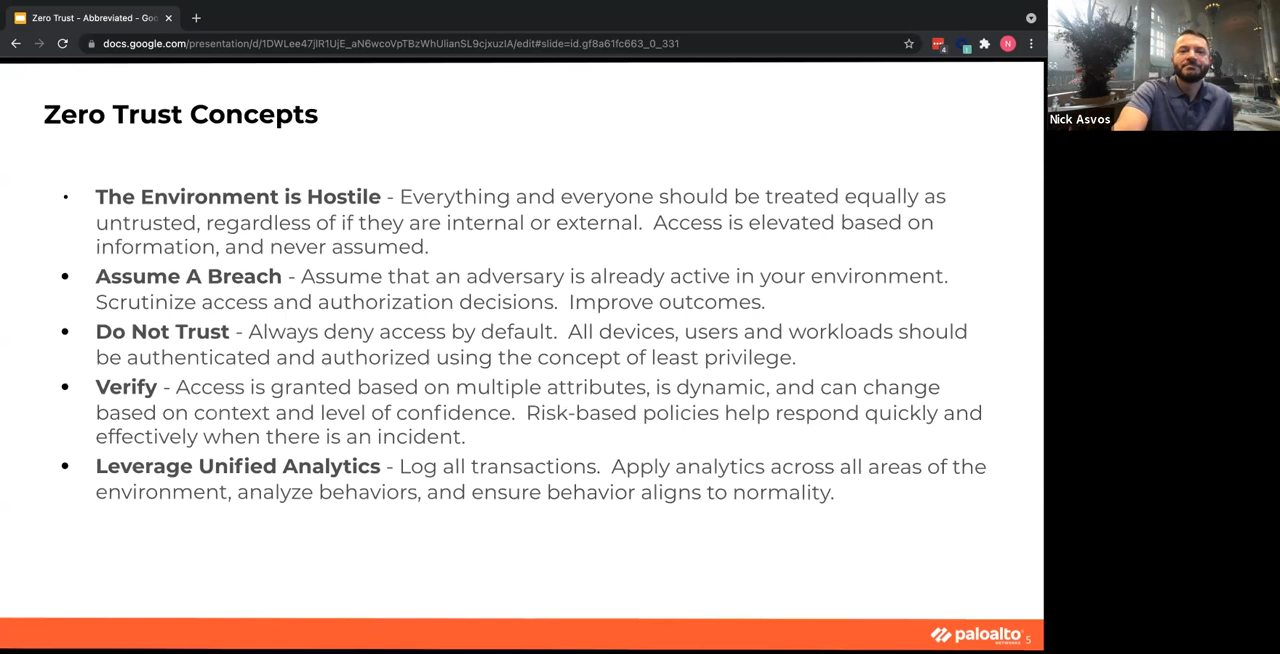 Zero Trust - Abbreviated - Goo
docs.google.com/presentation/d/1DWLee47jlR1UjE_aN6wcoVpTBzWhUlianSL9cjxuzIA/edit#slide=id.gf8a61fc663_0_331
N
Nick Asvos
Zero Trust Concepts
The Environment is Hostile - Everything and everyone should be treated equally as
untrusted, regardless of if they are internal or external.  Access is elevated based on
information, and never assumed.
Assume A Breach - Assume that an adversary is already active in your environment.
Scrutinize access and authorization decisions.  Improve outcomes.
Do Not Trust - Always deny access by default.  All devices, users and workloads should
be authenticated and authorized using the concept of least privilege.
Verify - Access is granted based on multiple attributes, is dynamic, and can change
based on context and level of confidence.  Risk-based policies help respond quickly and
effectively when there is an incident.
Leverage Unified Analytics - Log all transactions.  Apply analytics across all areas of the
environment, analyze behaviors, and ensure behavior aligns to normality.
paloalto
NETWORKS
5